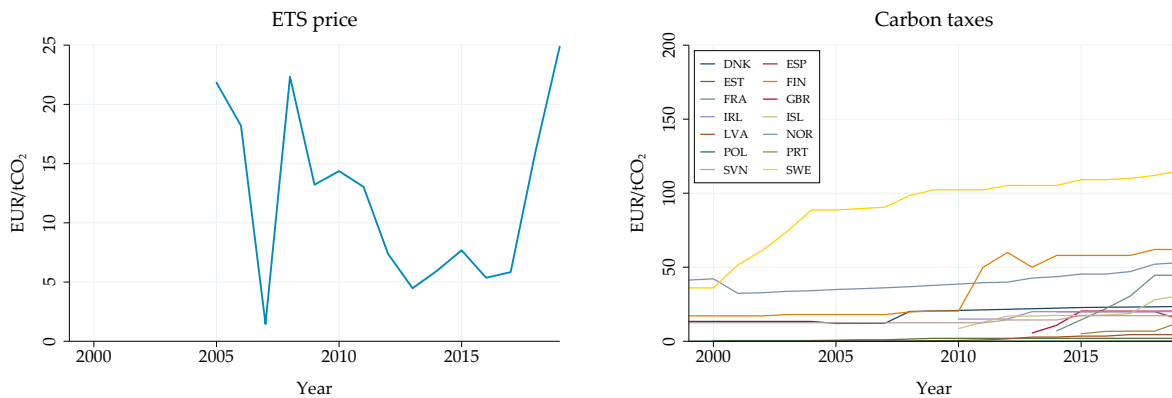 ETS price
EUR/tCO₂
25
20
15
10
5
0
2000
2005
2010
2015
Year
Carbon taxes
EUR/tCO₂
200
150
100
50
0
DNK ESP
EST FIN
FRA GBR
IRL ISL
LVA NOR
POL PRT
SVN SWE
2000
2005
2010
2015
Year